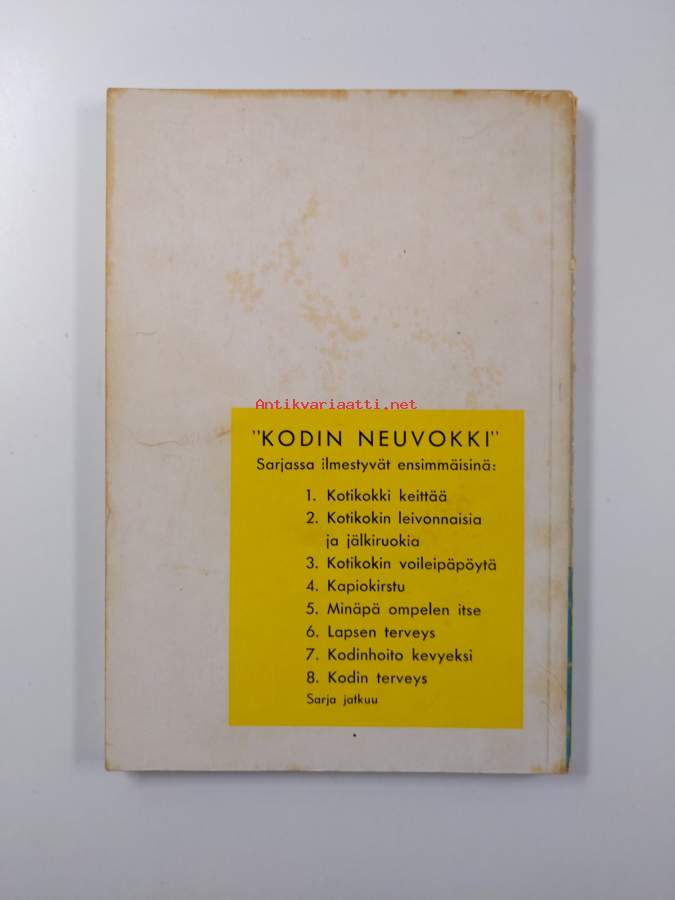 Antikvariaatti.net
"KODIN NEUVOKKI"
Sarjassa ilmestyvät ensimmäisinä:
1. Kotikokki keittää
2. Kotikokin leivonnaisia
ja jälkiruokia
3. Kotikokin voileipäpöytä
4. Kapiokirstu
5. Minäpä ompelen itse
6. Lapsen terveys
7. Kodinhoito kevyeksi
8. Kodin terveys
Sarja jatkuu